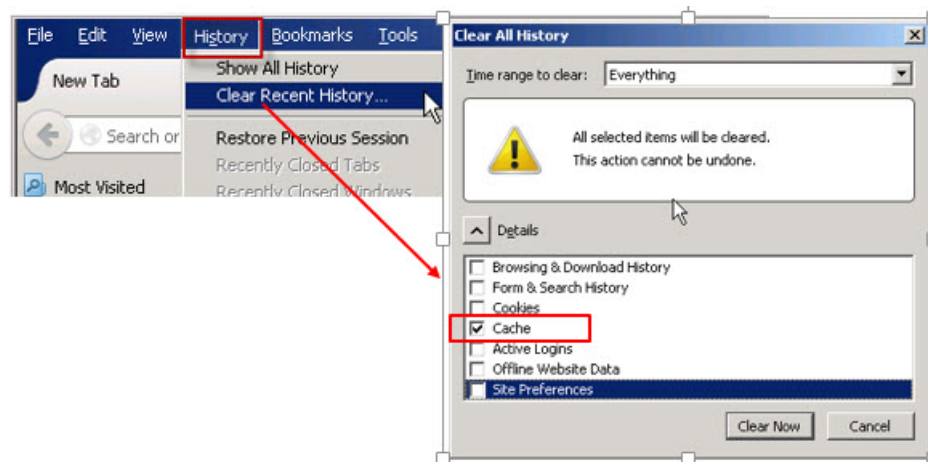 File Edit View History Bookmarks Tools
New Tab
Show All History
Clear Recent History...
Search or
Restore Previous Session
Recently Closed Tabs
Most Visited
Recently Closed Windows
Clear All History
Time range to clear: Everything
All selected items will be cleared.
This action cannot be undone.
Details
Browsing & Download History
Form & Search History
Cookies
Cache
Active Logins
Offline Website Data
Site Preferences
Clear Now Cancel